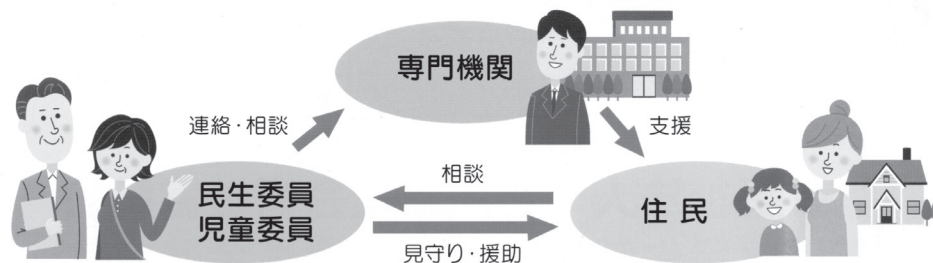 専門機関
連絡・相談
支援
民生委員
児童委員
相談
見守り・援助
住民